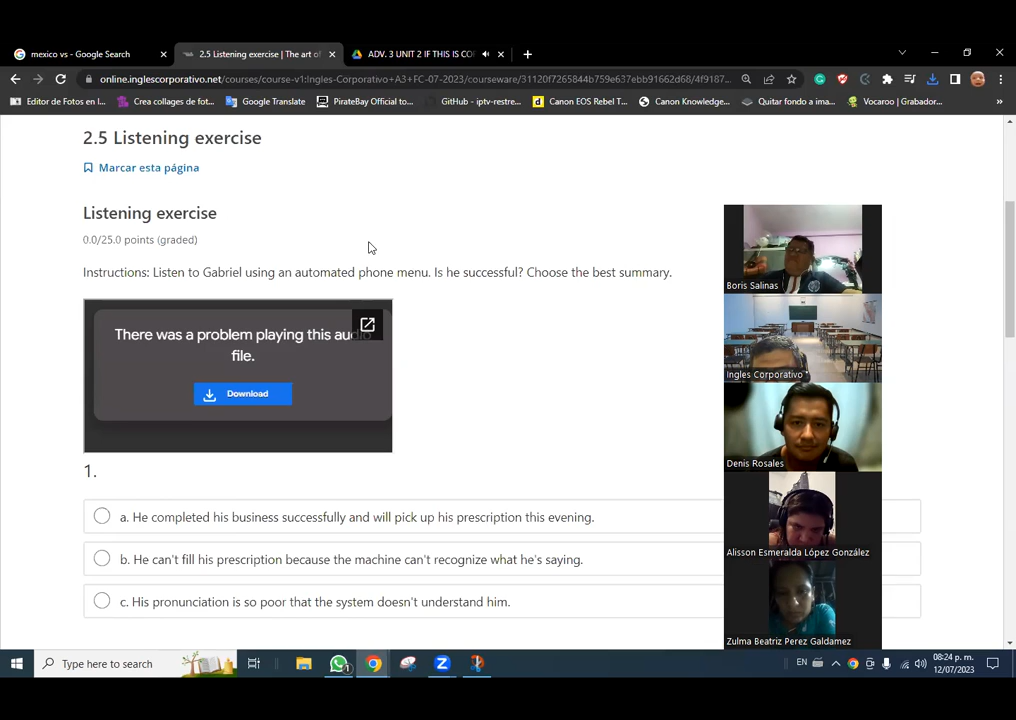 mexico vs - Google Search
2.5 Listening exercise | The art of
ADV. 3 UNIT 2 IF THIS IS CO
online.inglescorporativo.net/courses/course-v1:Ingles-Corporativo+A3+FC-07-2023/courseware/31120f7265844b759e637ebb91662d68/4f9187...
Editor de Fotos en l...
Crea collages de fot...
Google Translate
PirateBay Official to...
GitHub - iptv-restre...
Canon EOS Rebel T...
Canon Knowledge...
Quitar fondo a ima...
Vocaroo | Grabador...
2.5 Listening exercise
Marcar esta página
Listening exercise
0.0/25.0 points (graded)
Instructions: Listen to Gabriel using an automated phone menu. Is he successful? Choose the best summary.
There was a problem playing this audio
file.
Download
1.
a. He completed his business successfully and will pick up his prescription this evening.
b. He can't fill his prescription because the machine can't recognize what he's saying.
c. His pronunciation is so poor that the system doesn't understand him.
Boris Salinas
Ingles Corporativo
Denis Rosales
Alisson Esmeralda López González
Zulma Beatriz Perez Galdamez
Type here to search
1
EN
08:24 p. m.
12/07/2023